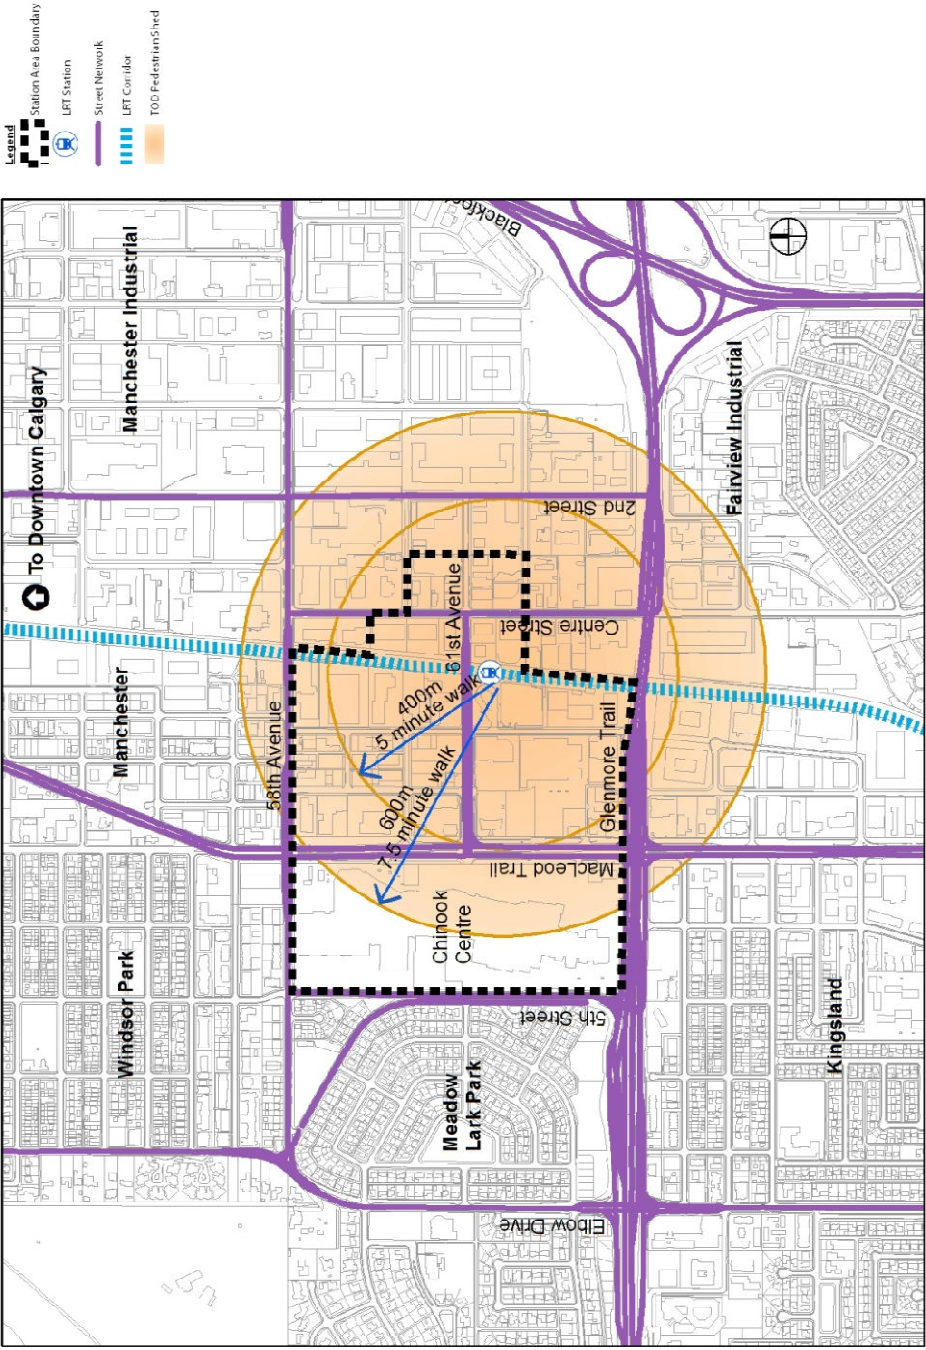 Legend
Station Area Boundary
LRT Station
Street Network
LRT Corridor
TOD PedestrianShed
To Downtown Calgary
Manchester Industrial
Manchester
Windsor Park
58th Avenue
61st Avenue
2nd Street
Centre Street
400m
5 minute walk
600m
7.5 minute walk
Glenmore Trail
MacLeod Trail
Chinook
Centre
5th Street
Meadow
Lark Park
Elbow Drive
Fairview Industrial
Kingsland